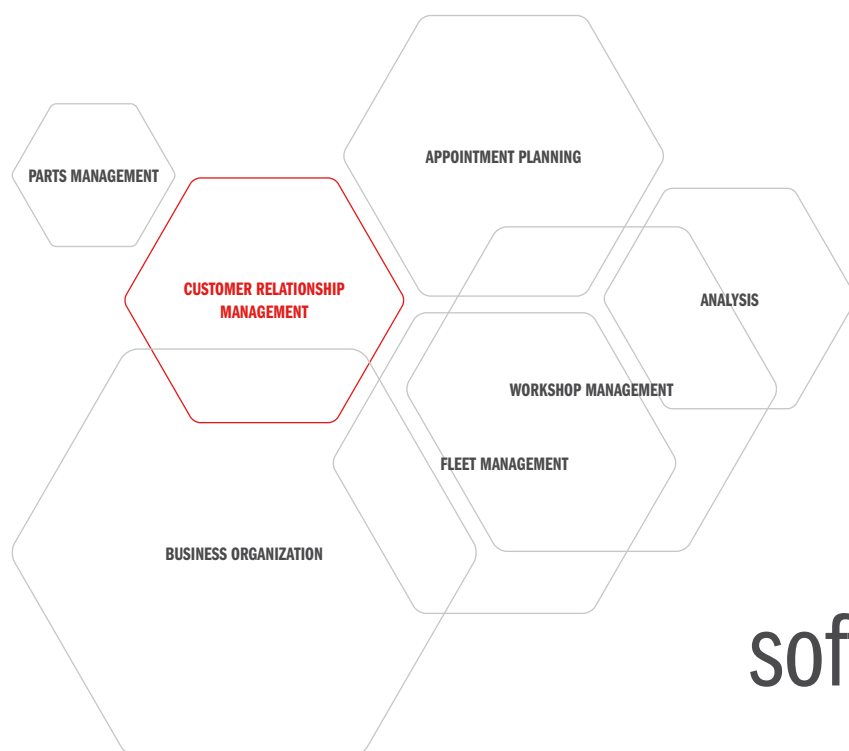 APPOINTMENT PLANNING
PARTS MANAGEMENT
CUSTOMER RELATIONSHIP
MANAGEMENT
ANALYSIS
WORKSHOP MANAGEMENT
FLEET MANAGEMENT
BUSINESS ORGANIZATION
sof